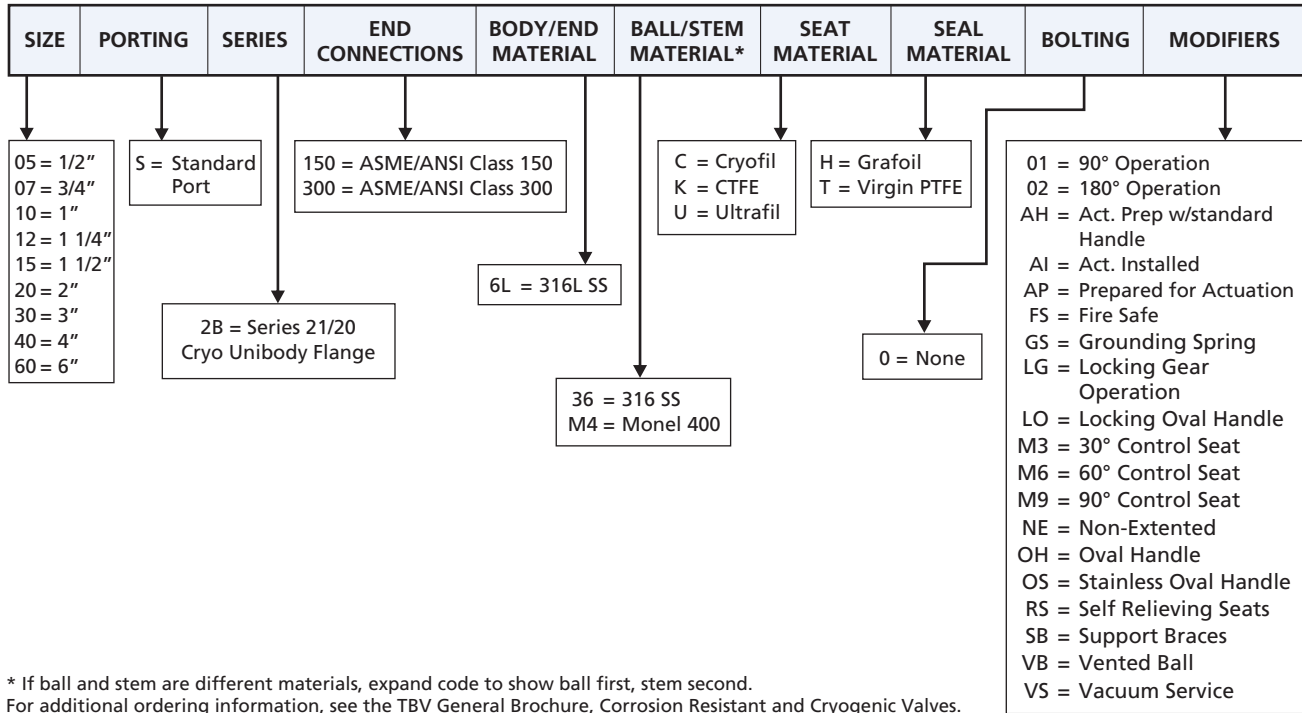 SIZE
PORTING
SERIES
END
CONNECTIONS
BODY/END
MATERIAL
BALL/STEM
MATERIAL*
SEAT
MATERIAL
SEAL
MATERIAL
BOLTING
MODIFIERS
05 = 1/2"
07 = 3/4"
10 = 1"
12 = 1 1/4"
15 = 1 1/2"
20 = 2"
30 = 3"
40 = 4"
60 = 6"
S = Standard
Port
2B = Series 21/20
Cryo Unibody Flange
150 = ASME/ANSI Class 150
300 = ASME/ANSI Class 300
6L = 316L SS
36 = 316 SS
M4 = Monel 400
C = Cryofil
K = CTFE
U = Ultrafil
H = Grafoil
T = Virgin PTFE
0 = None
01 = 90° Operation
02 = 180° Operation
AH = Act. Prep w/standard
Handle
AI = Act. Installed
AP = Prepared for Actuation
FS = Fire Safe
GS = Grounding Spring
LG = Locking Gear
Operation
LO = Locking Oval Handle
M3 = 30° Control Seat
M6 = 60° Control Seat
M9 = 90° Control Seat
NE = Non-Extented
OH = Oval Handle
OS = Stainless Oval Handle
RS = Self Relieving Seats
SB = Support Braces
VB = Vented Ball
VS = Vacuum Service
* If ball and stem are different materials, expand code to show ball first, stem second.
For additional ordering information, see the TBV General Brochure, Corrosion Resistant and Cryogenic Valves.